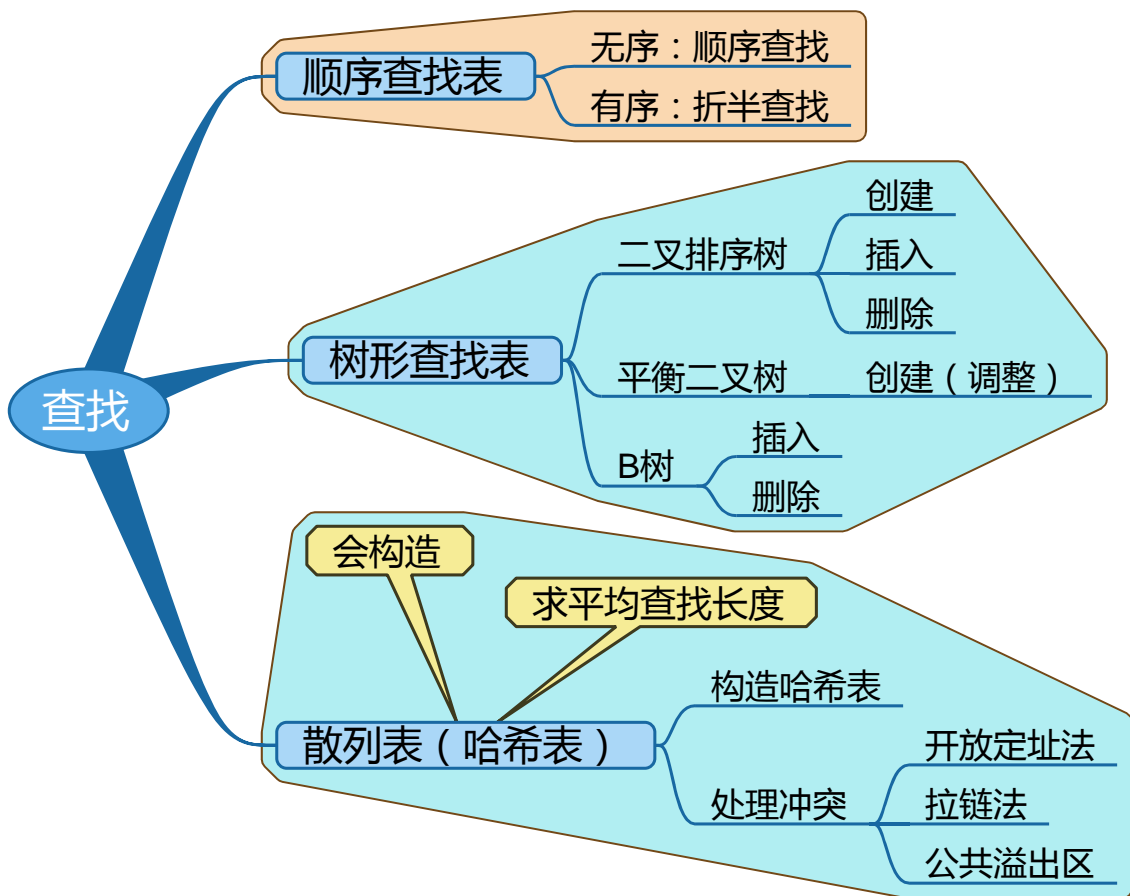 查找
顺序查找表
无序：顺序查找
有序：折半查找
树形查找表
二叉排序树
创建
插入
删除
平衡二叉树
创建（调整）
B树
插入
删除
会构造
求平均查找长度
散列表（哈希表）
构造哈希表
处理冲突
开放定址法
拉链法
公共溢出区